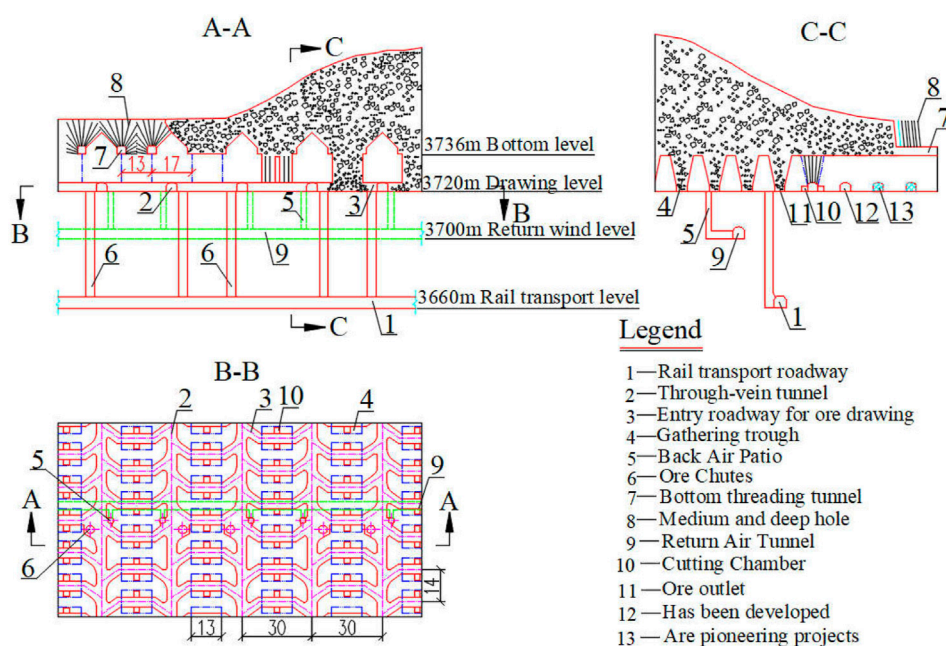 A-A
C
8
7
13
17
2
5
3
B
B
6
6
9
C
1
3736m Bottom level
3720m Drawing level
3700m Return wind level
3660m Rail transport level
C-C
8
7
4
5
9
11
10
12
13
1
B-B
2
3
10
4
5
9
A
A
6
14
13
30
30
Legend
1—Rail transport roadway
2—Through-vein tunnel
3—Entry roadway for ore drawing
4—Gathering trough
5—Back Air Patio
6—Ore Chutes
7—Bottom threading tunnel
8—Medium and deep hole
9—Return Air Tunnel
10—Cutting Chamber
11—Ore outlet
12—Has been developed
13—Are pioneering projects